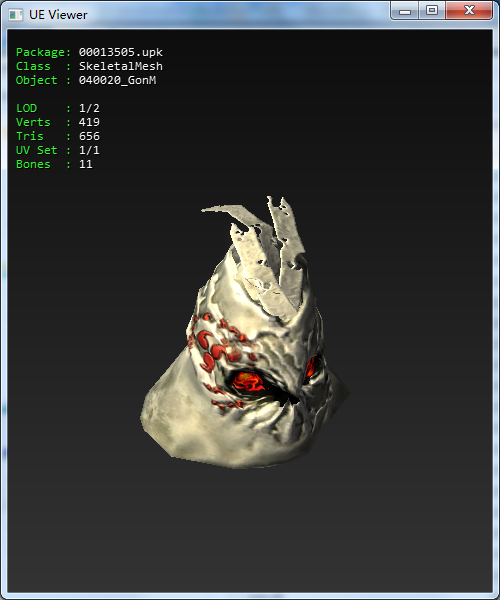 UE Viewer
Package: 00013505.upk
Class  : SkeletalMesh
Object : 040020_GonM
LOD    : 1/2
Verts  : 419
Tris   : 656
UV Set : 1/1
Bones  : 11